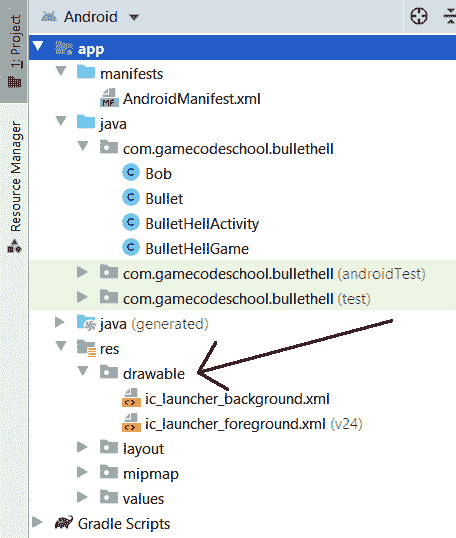 Android
1: Project
Resource Manager
app
manifests
MF
AndroidManifest.xml
java
com.gamecodeschool.bullethell
C Bob
C Bullet
C BulletHellActivity
C BulletHellGame
com.gamecodeschool.bullethell (androidTest)
com.gamecodeschool.bullethell (test)
java (generated)
res
drawable
ic_launcher_background.xml
ic_launcher_foreground.xml (v24)
layout
mipmap
values
Gradle Scripts